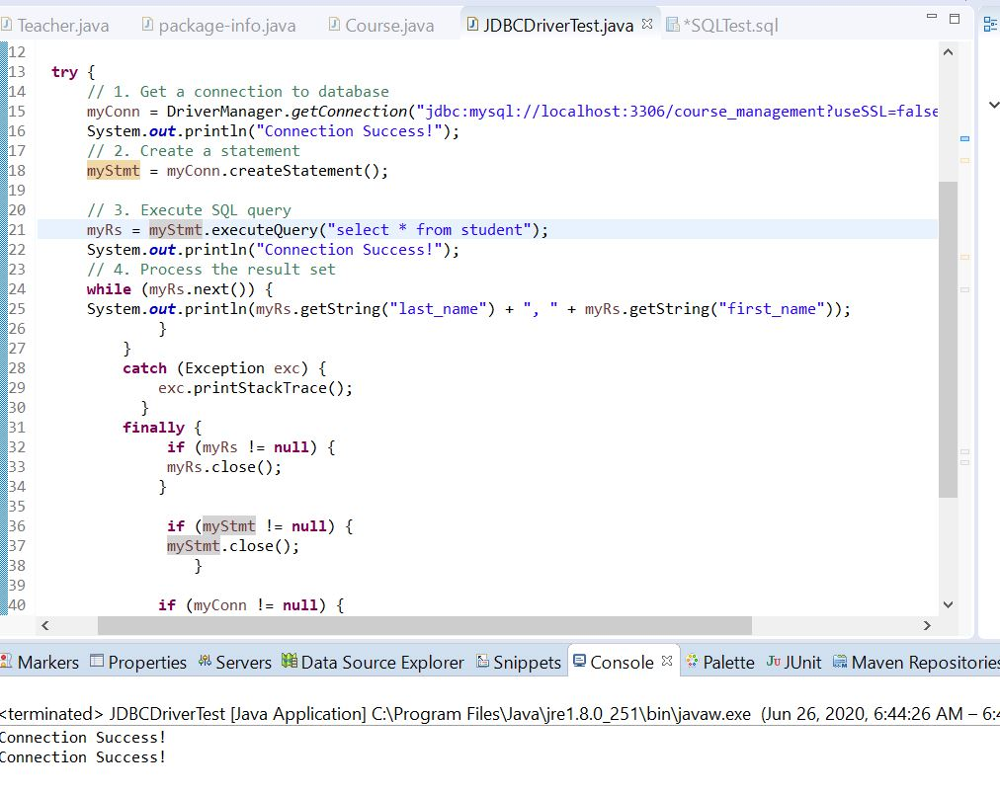 Teacher.java package-info.java Course.java JDBCDriverTest.java *SQLTest.sql
12
13 try {
14 // 1. Get a connection to database
15 myConn = DriverManager.getConnection("jdbc:mysql://localhost:3306/course_management?useSSL=false
16 System.out.println("Connection Success!");
17 // 2. Create a statement
18 myStmt = myConn.createStatement();
19
20 // 3. Execute SQL query
21 myRs = myStmt.executeQuery("select * from student");
22 System.out.println("Connection Success!");
23 // 4. Process the result set
24 while (myRs.next()) {
25 System.out.println(myRs.getString("last_name") + ", " + myRs.getString("first_name"));
26 }
27 }
28 catch (Exception exc) {
29 exc.printStackTrace();
30 }
31 finally {
32 if (myRs != null) {
33 myRs.close();
34 }
35
36 if (myStmt != null) {
37 myStmt.close();
38 }
39
40 if (myConn != null) {
Markers Properties Servers Data Source Explorer Snippets Console Palette Ju JUnit Maven Repositories
<terminated> JDBCDriverTest [Java Application] C:\Program Files\Java\jre1.8.0_251\bin\javaw.exe (Jun 26, 2020, 6:44:26 AM – 6:4
Connection Success!
Connection Success!